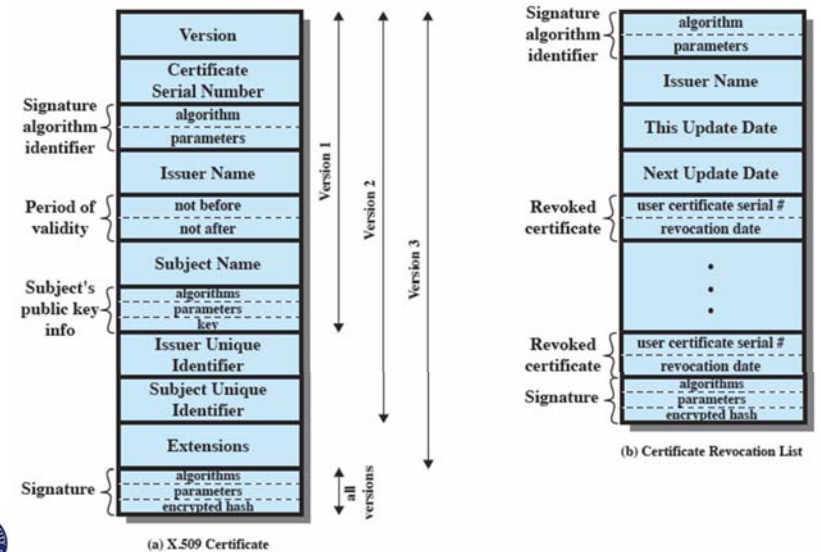 Version
Certificate
Serial Number
Signature
algorithm
identifier
algorithm
parameters
Issuer Name
Period of
validity
not before
not after
Subject Name
Subject's
public key
info
algorithms
parameters
key
Issuer Unique
Identifier
Subject Unique
Identifier
Extensions
Signature
algorithms
parameters
encrypted hash
Version 1
Version 2
Version 3
all
versions
(a) X.509 Certificate
Signature
algorithm
identifier
algorithm
parameters
Issuer Name
This Update Date
Next Update Date
Revoked
certificate
user certificate serial #
revocation date
Revoked
certificate
user certificate serial #
revocation date
Signature
algorithms
parameters
encrypted hash
(b) Certificate Revocation List